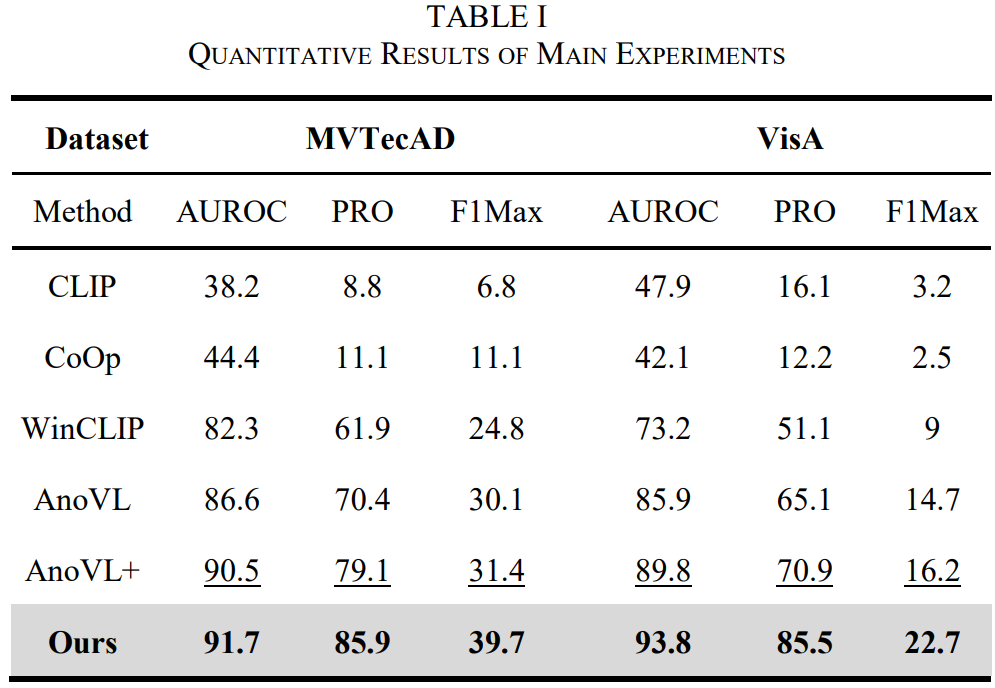 TABLE I
QUANTITATIVE RESULTS OF MAIN EXPERIMENTS
Dataset MVTecAD VisA
Method AUROC PRO F1Max AUROC PRO F1Max
CLIP 38.2 8.8 6.8 47.9 16.1 3.2
CoOp 44.4 11.1 11.1 42.1 12.2 2.5
WinCLIP 82.3 61.9 24.8 73.2 51.1 9
AnoVL 86.6 70.4 30.1 85.9 65.1 14.7
AnoVL+ 90.5 79.1 31.4 89.8 70.9 16.2
Ours 91.7 85.9 39.7 93.8 85.5 22.7